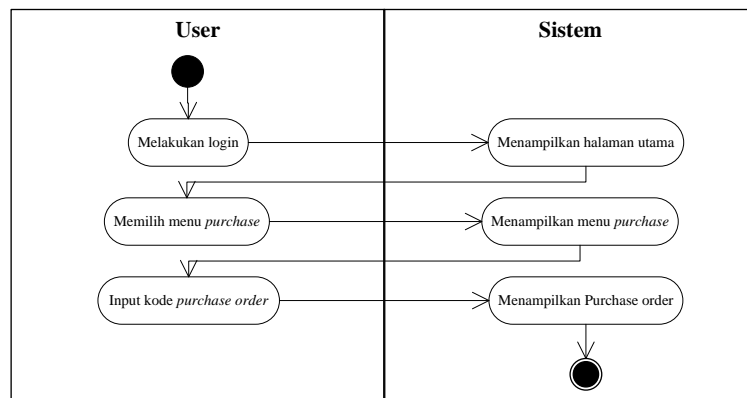 User
Sistem
Melakukan login
Menampilkan halaman utama
Memilih menu purchase
Menampilkan menu purchase
Input kode purchase order
Menampilkan Purchase order